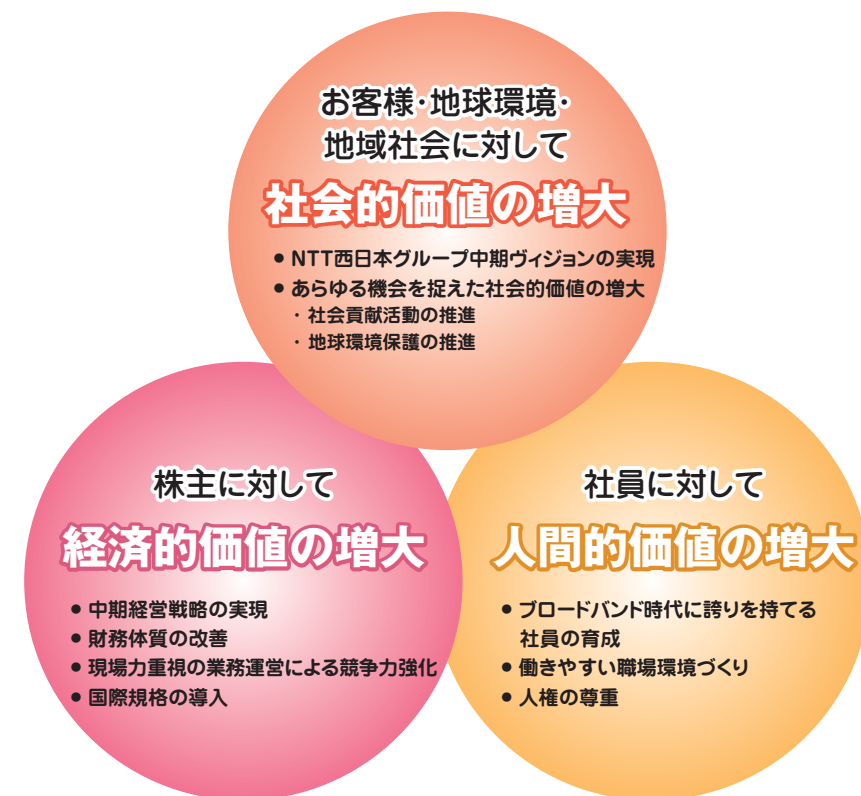 お客様・地球環境・
地域社会に対して
社会的価値の増大
● NTT西日本グループ中期ヴィジョンの実現
● あらゆる機会を捉えた社会的価値の増大
・ 社会貢献活動の推進
・ 地球環境保護の推進
株主に対して
経済的価値の増大
● 中期経営戦略の実現
● 財務体質の改善
● 現場力重視の業務運営による競争力強化
● 国際規格の導入
社員に対して
人間的価値の増大
● ブロードバンド時代に誇りを持てる
社員の育成
● 働きやすい職場環境づくり
● 人権の尊重